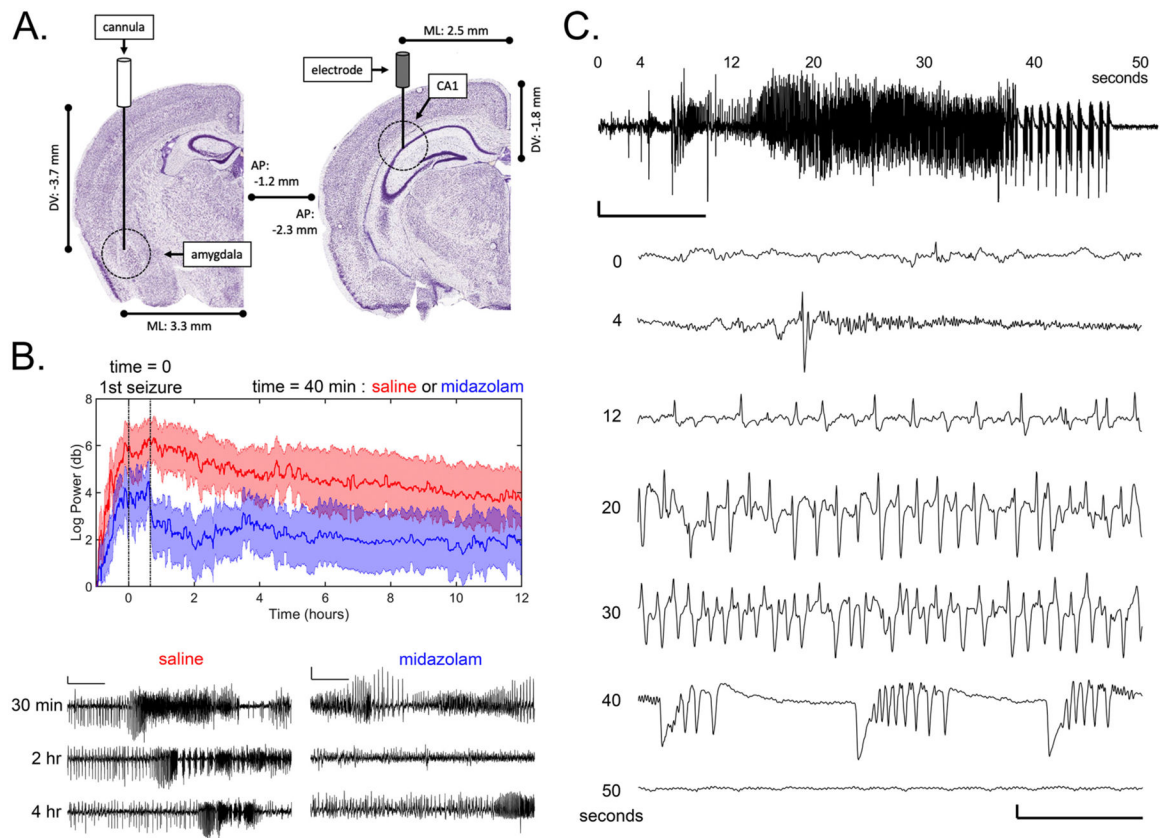 A.
cannula
DV: -3.7 mm
amygdala
ML: 3.3 mm
AP:
-1.2 mm
AP:
-2.3 mm
ML: 2.5 mm
electrode
CA1
DV: -1.8 mm
B.
time = 0
1st seizure
time = 40 min : saline or midazolam
Log Power (db)
8
6
4
2
0
0 2 4 6 8 10 12
Time (hours)
saline
midazolam
30 min
2 hr
4 hr
C.
0 4 12 20 30 40 50
seconds
0
4
12
20
30
40
50
seconds